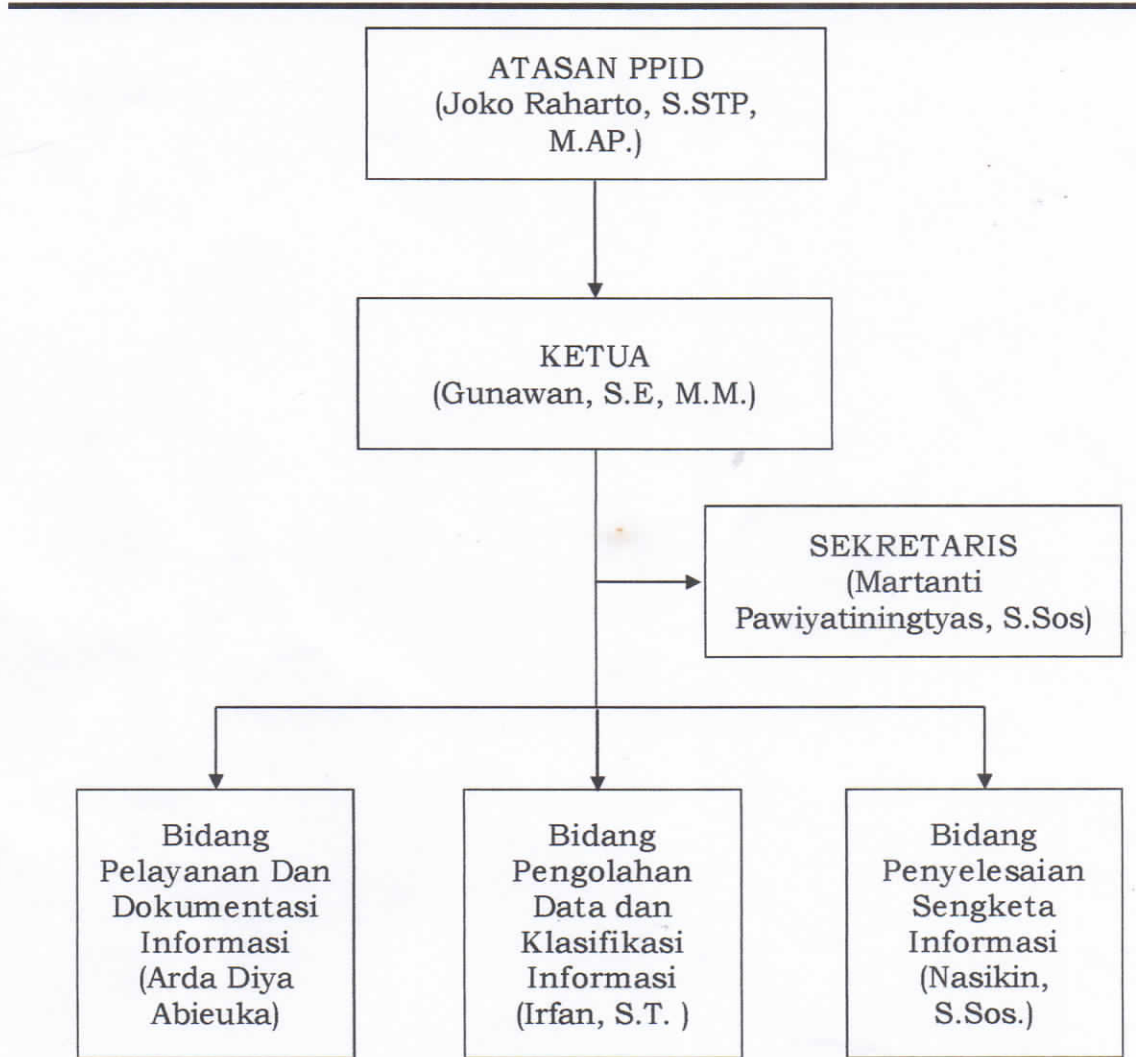 ATASAN PPID
(Joko Raharto, S.STP,
M.AP.)
KETUA
(Gunawan, S.E, M.M.)
SEKRETARIS
(Martanti
Pawiyatiningtyas, S.Sos)
Bidang
Pelayanan Dan
Dokumentasi
Informasi
(Arda Diya
Abieuka)
Bidang
Pengolahan
Data dan
Klasifikasi
Informasi
(Irfan, S.T. )
Bidang
Penyelesaian
Sengketa
Informasi
(Nasikin,
S.Sos.)